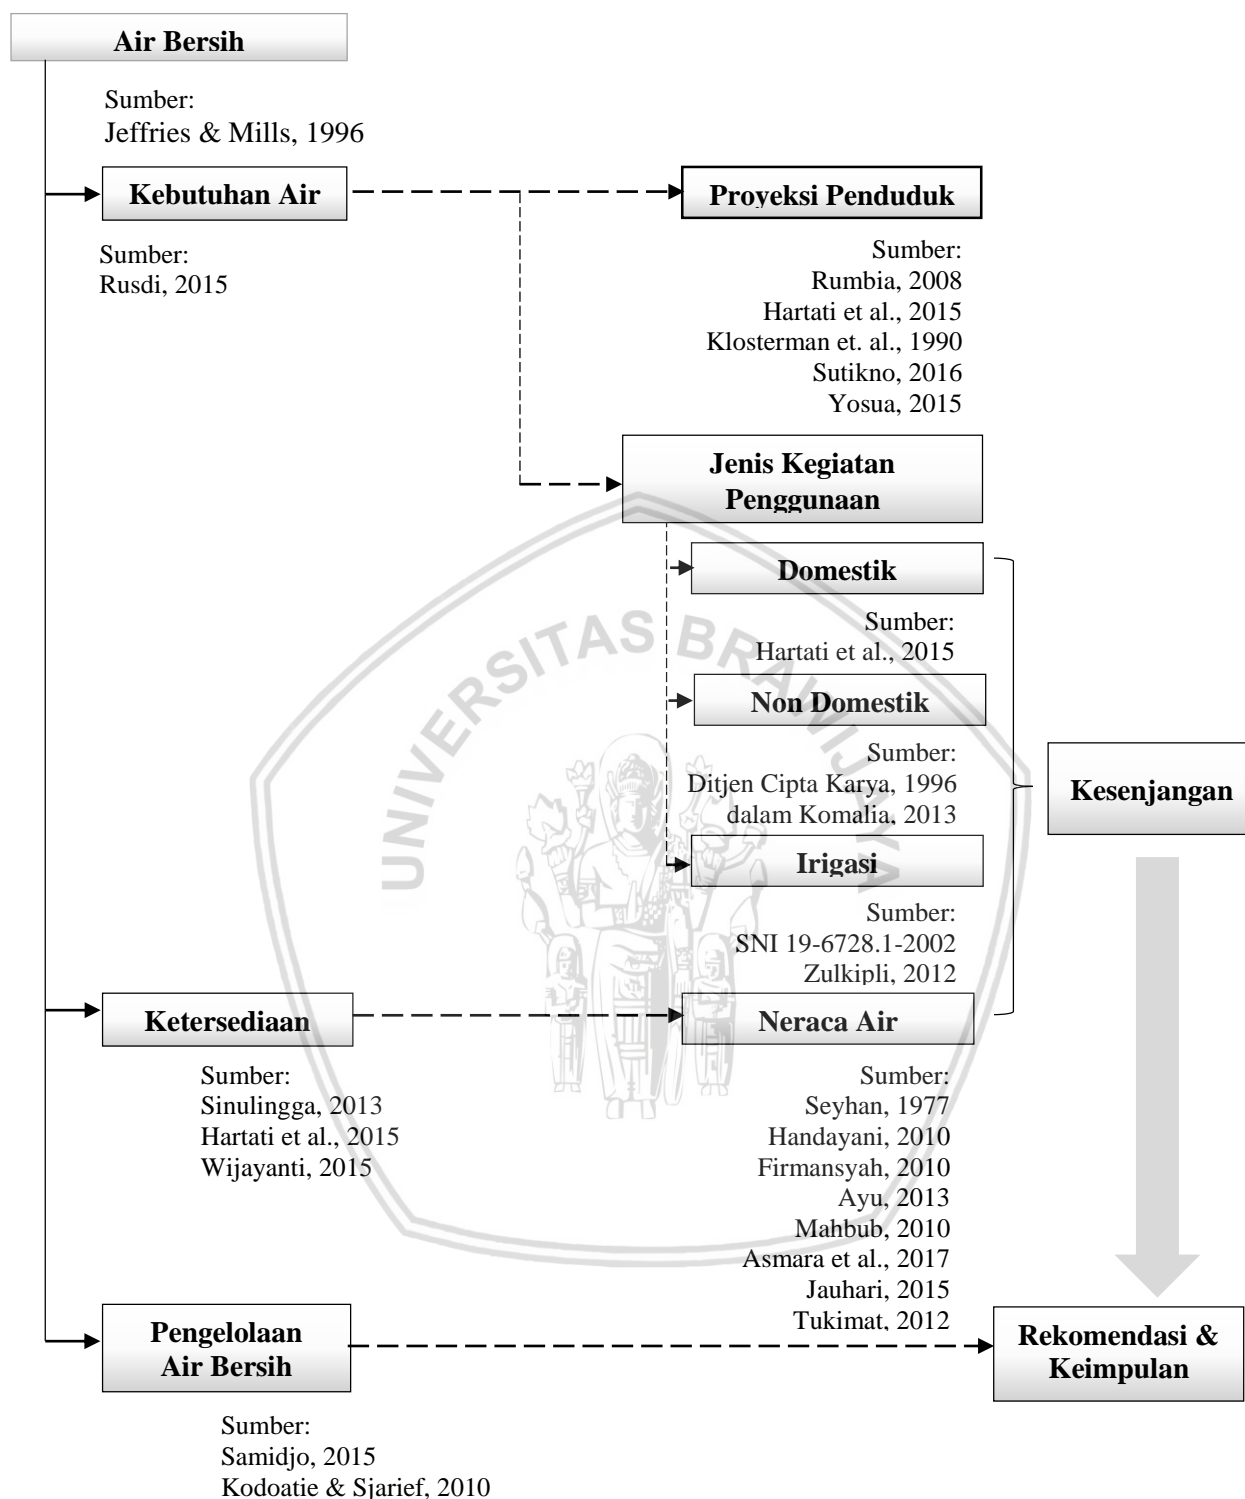 Air Bersih
Sumber:
Jeffries & Mills, 1996
Kebutuhan Air
Proyeksi Penduduk
Sumber:
Rusdi, 2015
Sumber:
Rumbia, 2008
Hartati et al., 2015
Klosterman et. al., 1990
Sutikno, 2016
Yosua, 2015
Jenis Kegiatan
Penggunaan
Domestik
Sumber:
Hartati et al., 2015
Non Domestik
Sumber:
Ditjen Cipta Karya, 1996
dalam Komalia, 2013
Kesenjangan
Irigasi
Sumber:
SNI 19-6728.1-2002
Zulkipli, 2012
Ketersediaan
Neraca Air
Sumber:
Sinulingga, 2013
Hartati et al., 2015
Wijayanti, 2015
Sumber:
Seyhan, 1977
Handayani, 2010
Firmansyah, 2010
Ayu, 2013
Mahbub, 2010
Asmara et al., 2017
Jauhari, 2015
Tukimat, 2012
Pengelolaan
Air Bersih
Rekomendasi &
Keimpulan
Sumber:
Samidjo, 2015
Kodoatie & Sjarief, 2010
UNIVERSITAS BRAWIJAYA